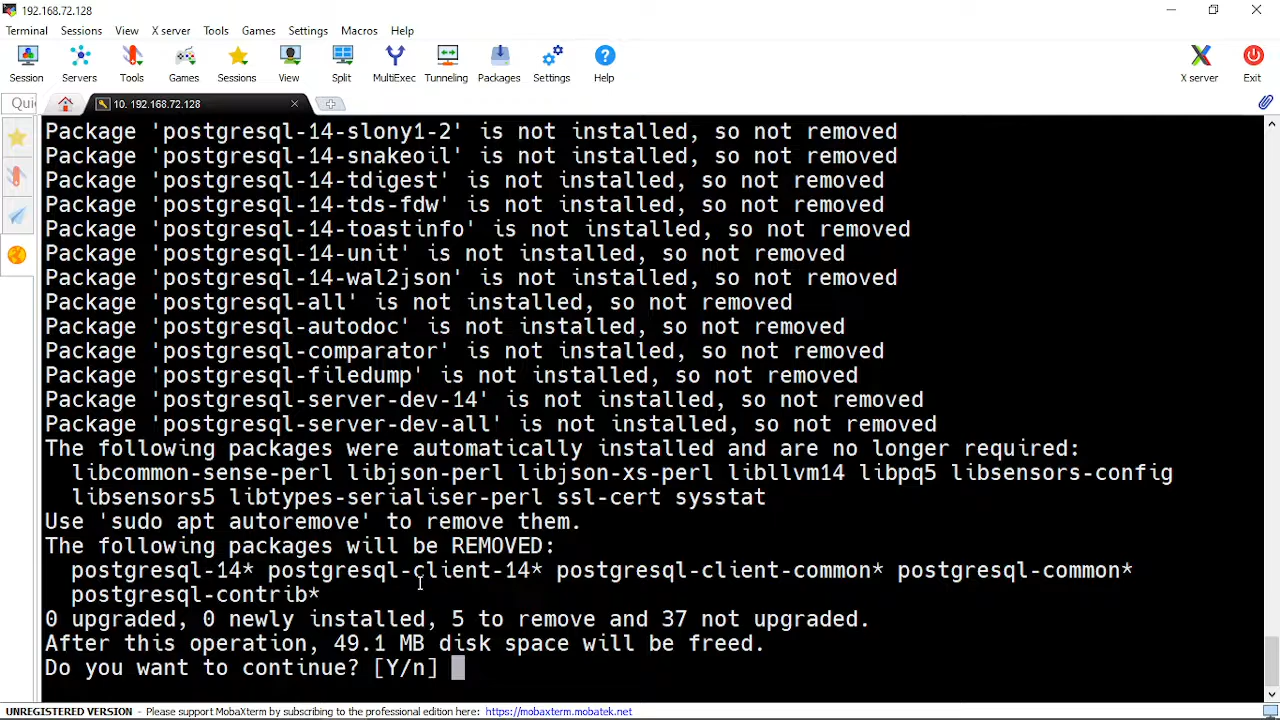 192.168.72.128
Terminal Sessions View X server Tools Games Settings Macros Help
Session Servers Tools Games Sessions View Split MultiExec Tunneling Packages Settings Help X server Exit
Qui 10. 192.168.72.128
Package 'postgresql-14-slony1-2' is not installed, so not removed
Package 'postgresql-14-snakeoil' is not installed, so not removed
Package 'postgresql-14-tdigest' is not installed, so not removed
Package 'postgresql-14-tds-fdw' is not installed, so not removed
Package 'postgresql-14-toastinfo' is not installed, so not removed
Package 'postgresql-14-unit' is not installed, so not removed
Package 'postgresql-14-wal2json' is not installed, so not removed
Package 'postgresql-all' is not installed, so not removed
Package 'postgresql-autodoc' is not installed, so not removed
Package 'postgresql-comparator' is not installed, so not removed
Package 'postgresql-filedump' is not installed, so not removed
Package 'postgresql-server-dev-14' is not installed, so not removed
Package 'postgresql-server-dev-all' is not installed, so not removed
The following packages were automatically installed and are no longer required:
libcommon-sense-perl libjson-perl libjson-xs-perl libllvm14 libpq5 libsensors-config
libsensors5 libtypes-serialiser-perl ssl-cert sysstat
Use 'sudo apt autoremove' to remove them.
The following packages will be REMOVED:
postgresql-14* postgresql-client-14* postgresql-client-common* postgresql-common*
postgresql-contrib*
0 upgraded, 0 newly installed, 5 to remove and 37 not upgraded.
After this operation, 49.1 MB disk space will be freed.
Do you want to continue? [Y/n]
UNREGISTERED VERSION - Please support MobaXterm by subscribing to the professional edition here: https://mobaxterm.mobatek.net